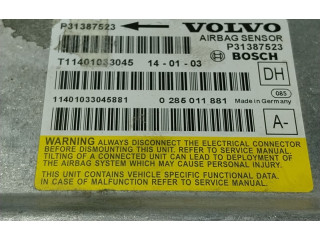 P31387523 VOLVO
AIRBAG SENSOR
P31387523
T11401033045 14-01-03 BOSCH
DH
085
11401033045881 0 285 011 881 Made in Germany
A-
WARNING: ALWAYS DISCONNECT THE ELECTRICAL CONNECTOR
BEFORE DISMOUNTING UNIT. REFER TO SERVICE MANUAL.
TILTING OF A CONNECTED UNIT COULD LEAD TO DEPLOYMENT OF
THE AIRBAG SYSTEM WHICH MAY CAUSE INJURY.
THIS UNIT CONTAINS VEHICLE SPECIFIC FUNCTIONAL DATA.
IN CASE OF MALFUNCTION REFER TO SERVICE MANUAL.